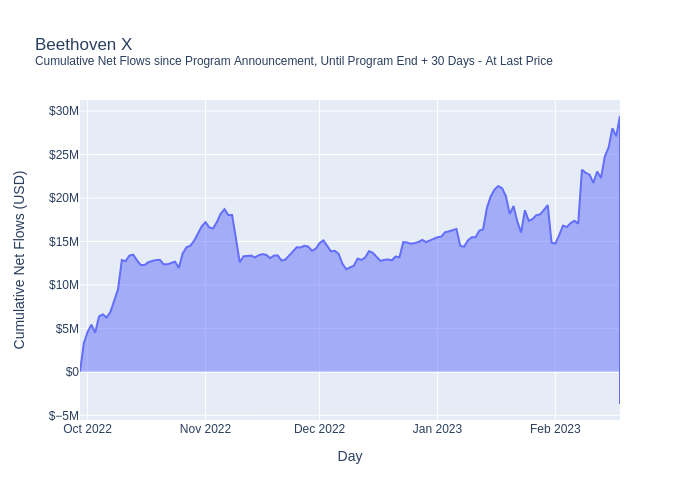 Beethoven X
Cumulative Net Flows since Program Announcement, Until Program End + 30 Days - At Last Price
Cumulative Net Flows (USD)
$30M
$25M
$20M
$15M
$10M
$5M
$0
$−5M
Oct 2022
Nov 2022
Dec 2022
Jan 2023
Feb 2023
Day